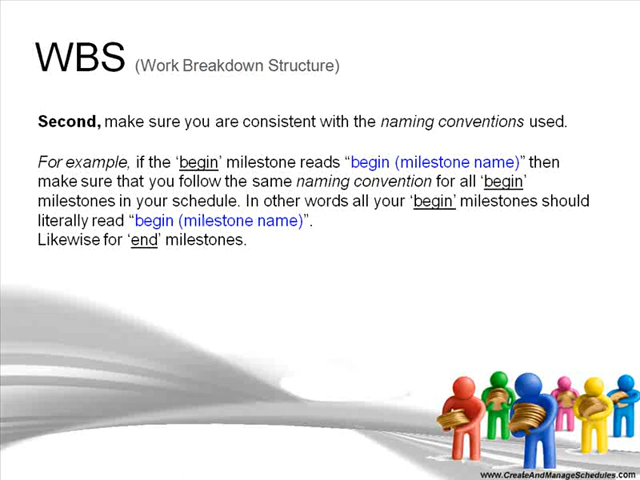 WBS (Work Breakdown Structure)
Second, make sure you are consistent with the naming conventions used.
For example, if the ‘begin’ milestone reads “begin (milestone name)” then
make sure that you follow the same naming convention for all ‘begin’
milestones in your schedule. In other words all your ‘begin’ milestones should
literally read “begin (milestone name)”.
Likewise for ‘end’ milestones.
www.CreateAndManageSchedules.com